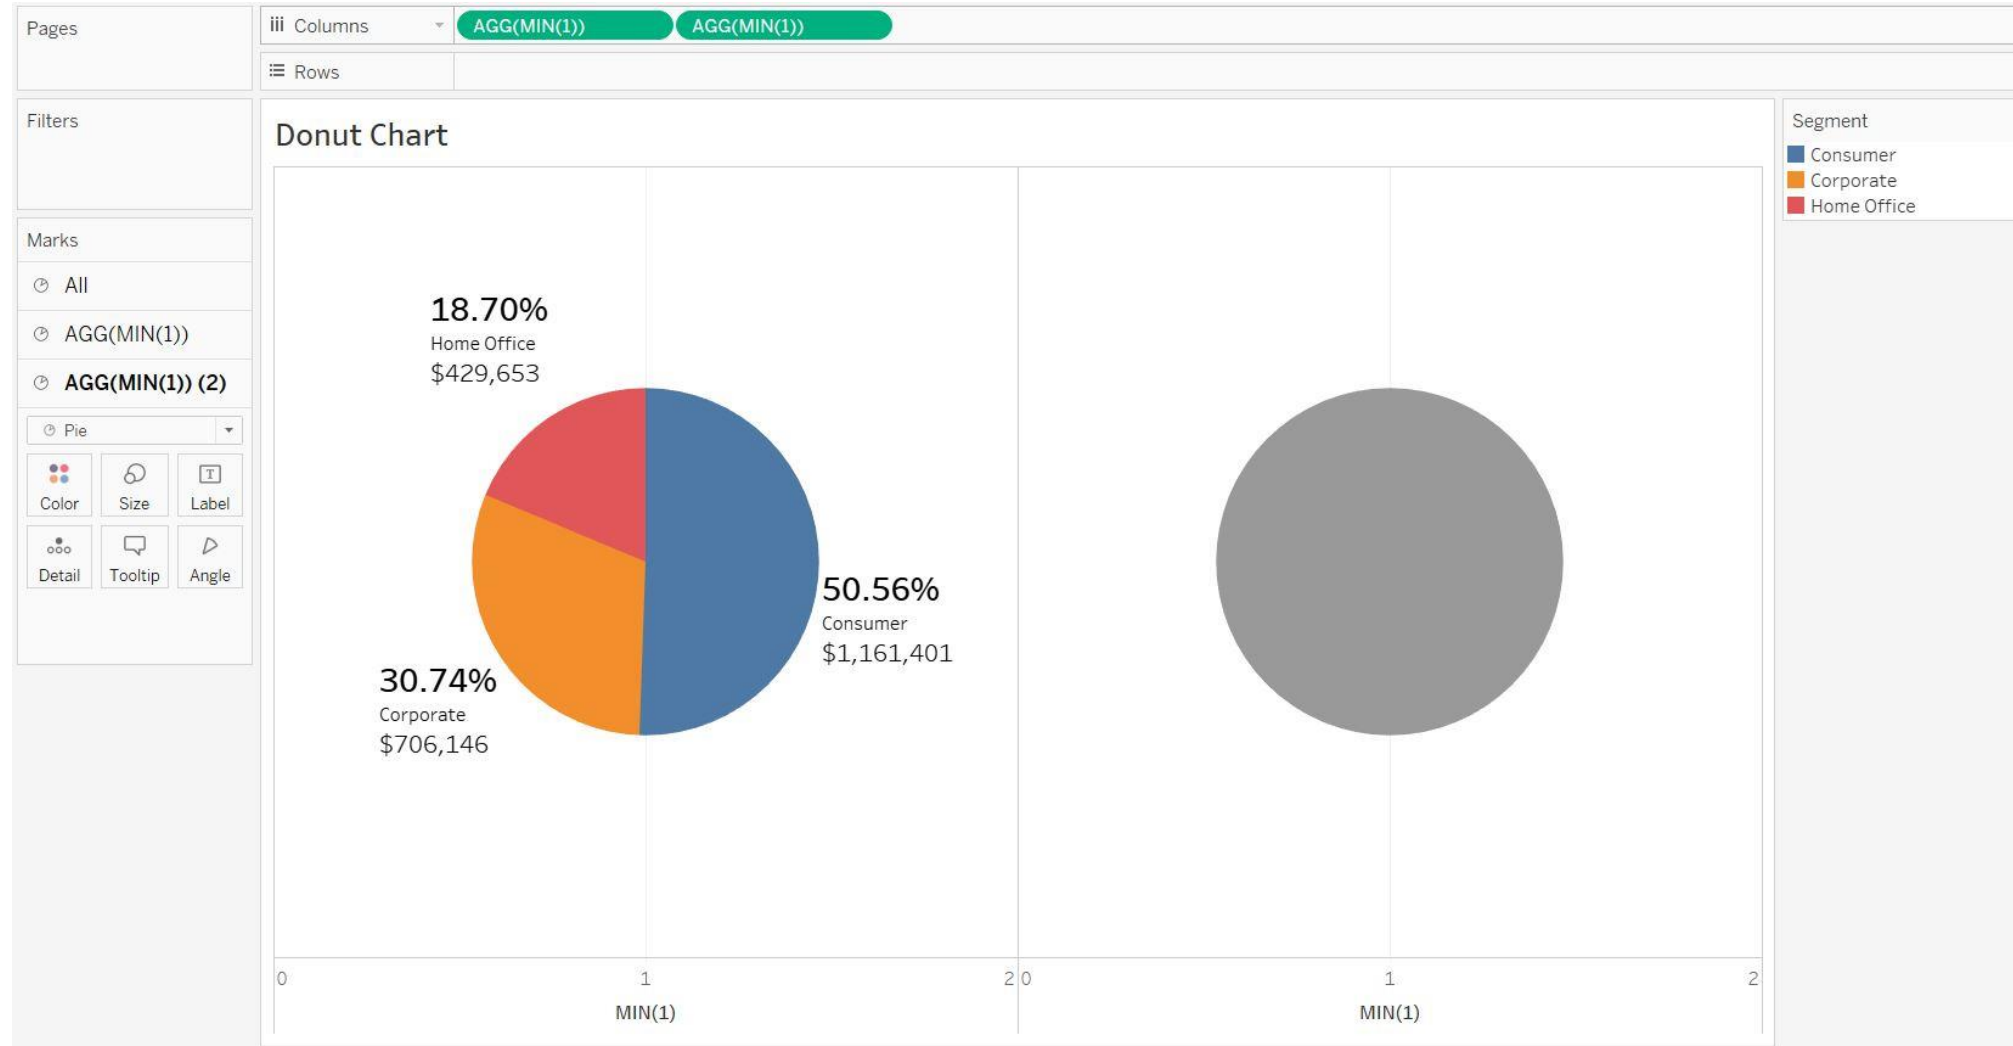 Pages
Columns
AGG(MIN(1))
AGG(MIN(1))
Rows
Filters
Marks
All
AGG(MIN(1))
AGG(MIN(1)) (2)
Pie
Color
Size
Label
Detail
Tooltip
Angle
Donut Chart
18.70%
Home Office
$429,653
50.56%
Consumer
$1,161,401
30.74%
Corporate
$706,146
0
1
2
0
1
2
MIN(1)
MIN(1)
Segment
Consumer
Corporate
Home Office